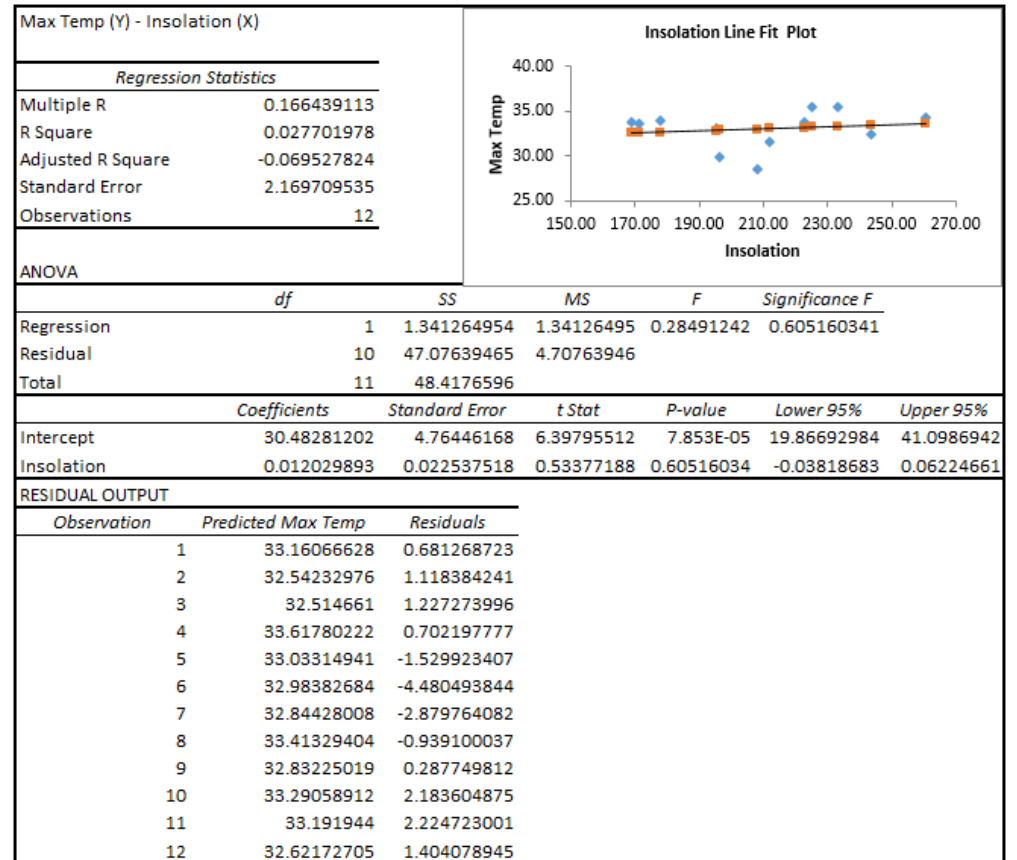 Max Temp (Y) - Insolation (X)
Regression Statistics
Multiple R 0.166439113
R Square 0.027701978
Adjusted R Square -0.069527824
Standard Error 2.169709535
Observations 12
Insolation Line Fit Plot
40.00
35.00
30.00
25.00
Max Temp
150.00 170.00 190.00 210.00 230.00 250.00 270.00
Insolation
ANOVA
df SS MS F Significance F
Regression 1 1.341264954 1.34126495 0.28491242 0.605160341
Residual 10 47.07639465 4.70763946
Total 11 48.4176596
Coefficients Standard Error t Stat P-value Lower 95% Upper 95%
Intercept 30.48281202 4.76446168 6.39795512 7.853E-05 19.86692984 41.0986942
Insolation 0.012029893 0.022537518 0.53377188 0.60516034 -0.03818683 0.06224661
RESIDUAL OUTPUT
Observation Predicted Max Temp Residuals
1 33.16066628 0.681268723
2 32.54232976 1.118384241
3 32.514661 1.227273996
4 33.61780222 0.702197777
5 33.03314941 -1.529923407
6 32.98382684 -4.480493844
7 32.84428008 -2.879764082
8 33.41329404 -0.939100037
9 32.83225019 0.287749812
10 33.29058912 2.183604875
11 33.191944 2.224723001
12 32.62172705 1.404078945